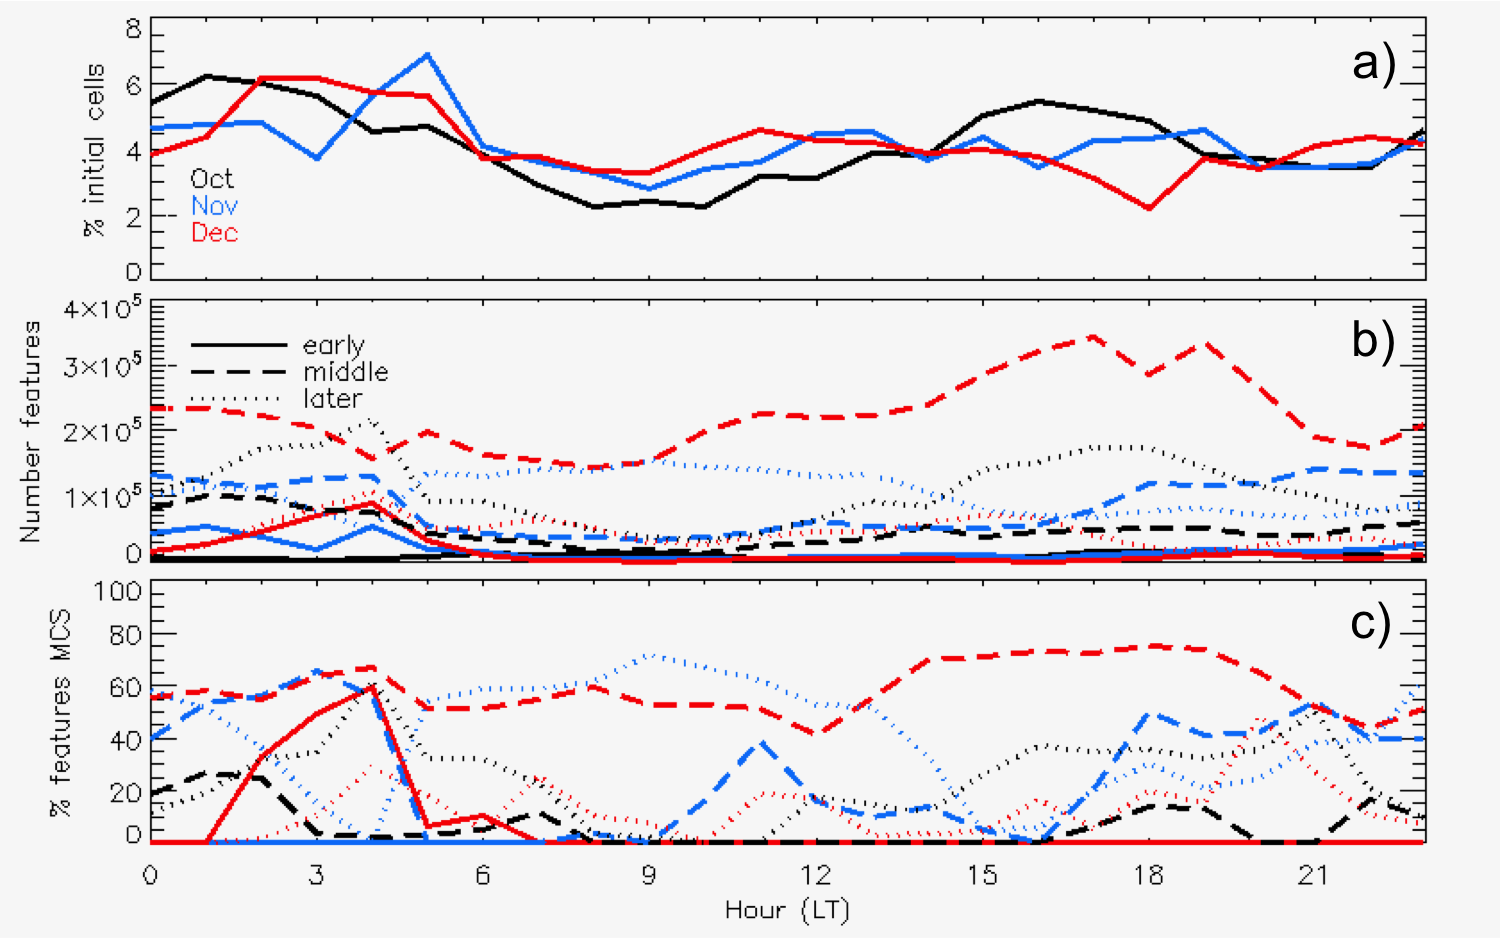 a)
% initial cells
8
6
4
2
0
Oct
Nov
Dec
b)
Number features
4×10⁵
3×10⁵
2×10⁵
1×10⁵
0
early
middle
later
c)
% features MCS
100
80
60
40
20
0
0 3 6 9 12 15 18 21
Hour (LT)